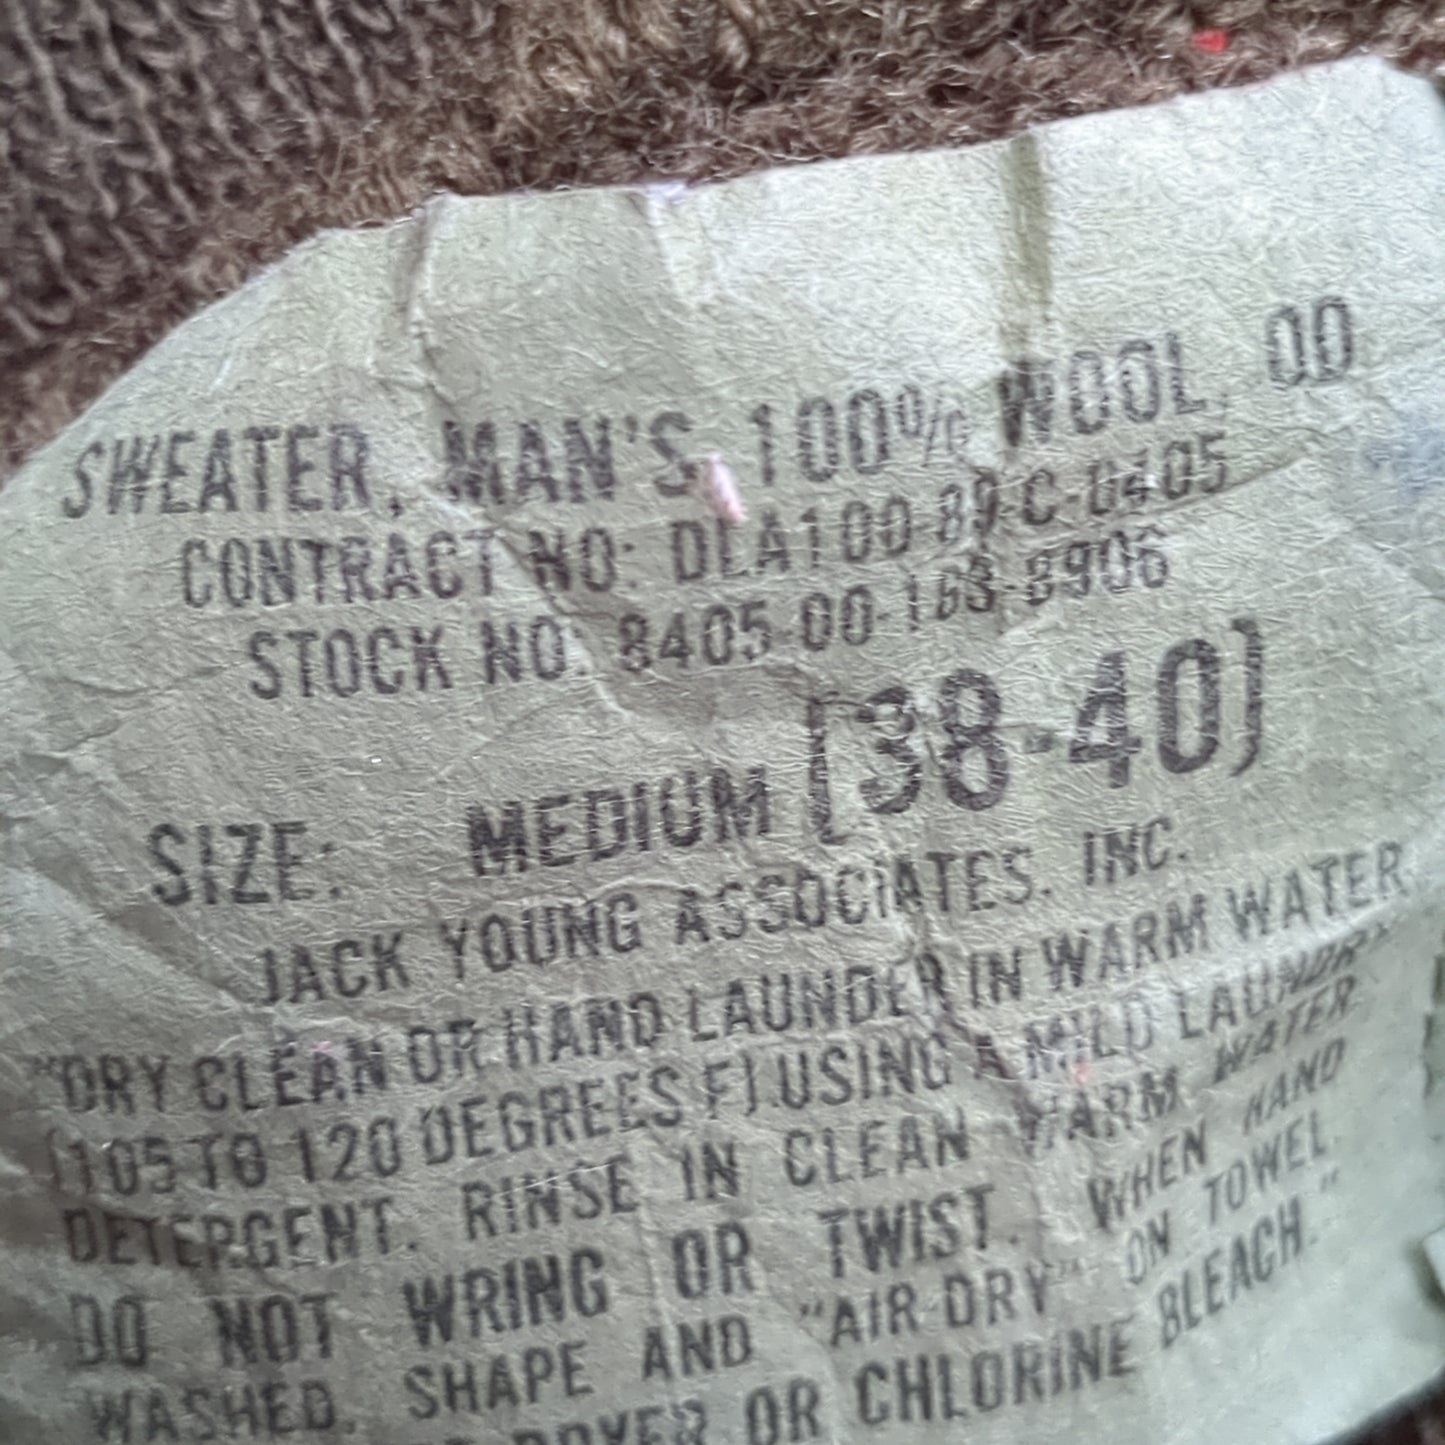 SWEATER, MAN'S 100% WOOL, OD
CONTRACT NO: DLA100-89-C-0405
STOCK NO: 8405-00-163-8906
SIZE: MEDIUM (38-40)
JACK YOUNG ASSOCIATES. INC.
"DRY CLEAN OR HAND LAUNDER IN WARM WATER
(105 TO 120 DEGREES F). USING A MILD LAUNDRY
DETERGENT. RINSE IN CLEAN WARM WATER.
DO NOT WRING OR TWIST. WHEN HAND
WASHED, SHAPE AND "AIR-DRY" ON TOWEL.
DRYER OR CHLORINE BLEACH."